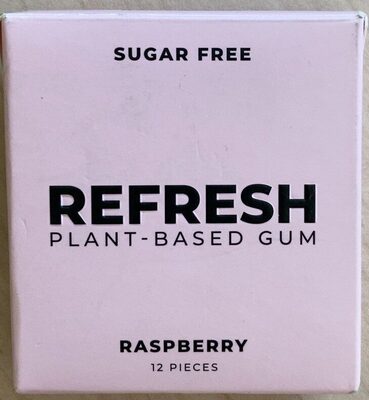 SUGAR FREE
REFRESH
PLANT-BASED GUM
RASPBERRY
12 PIECES